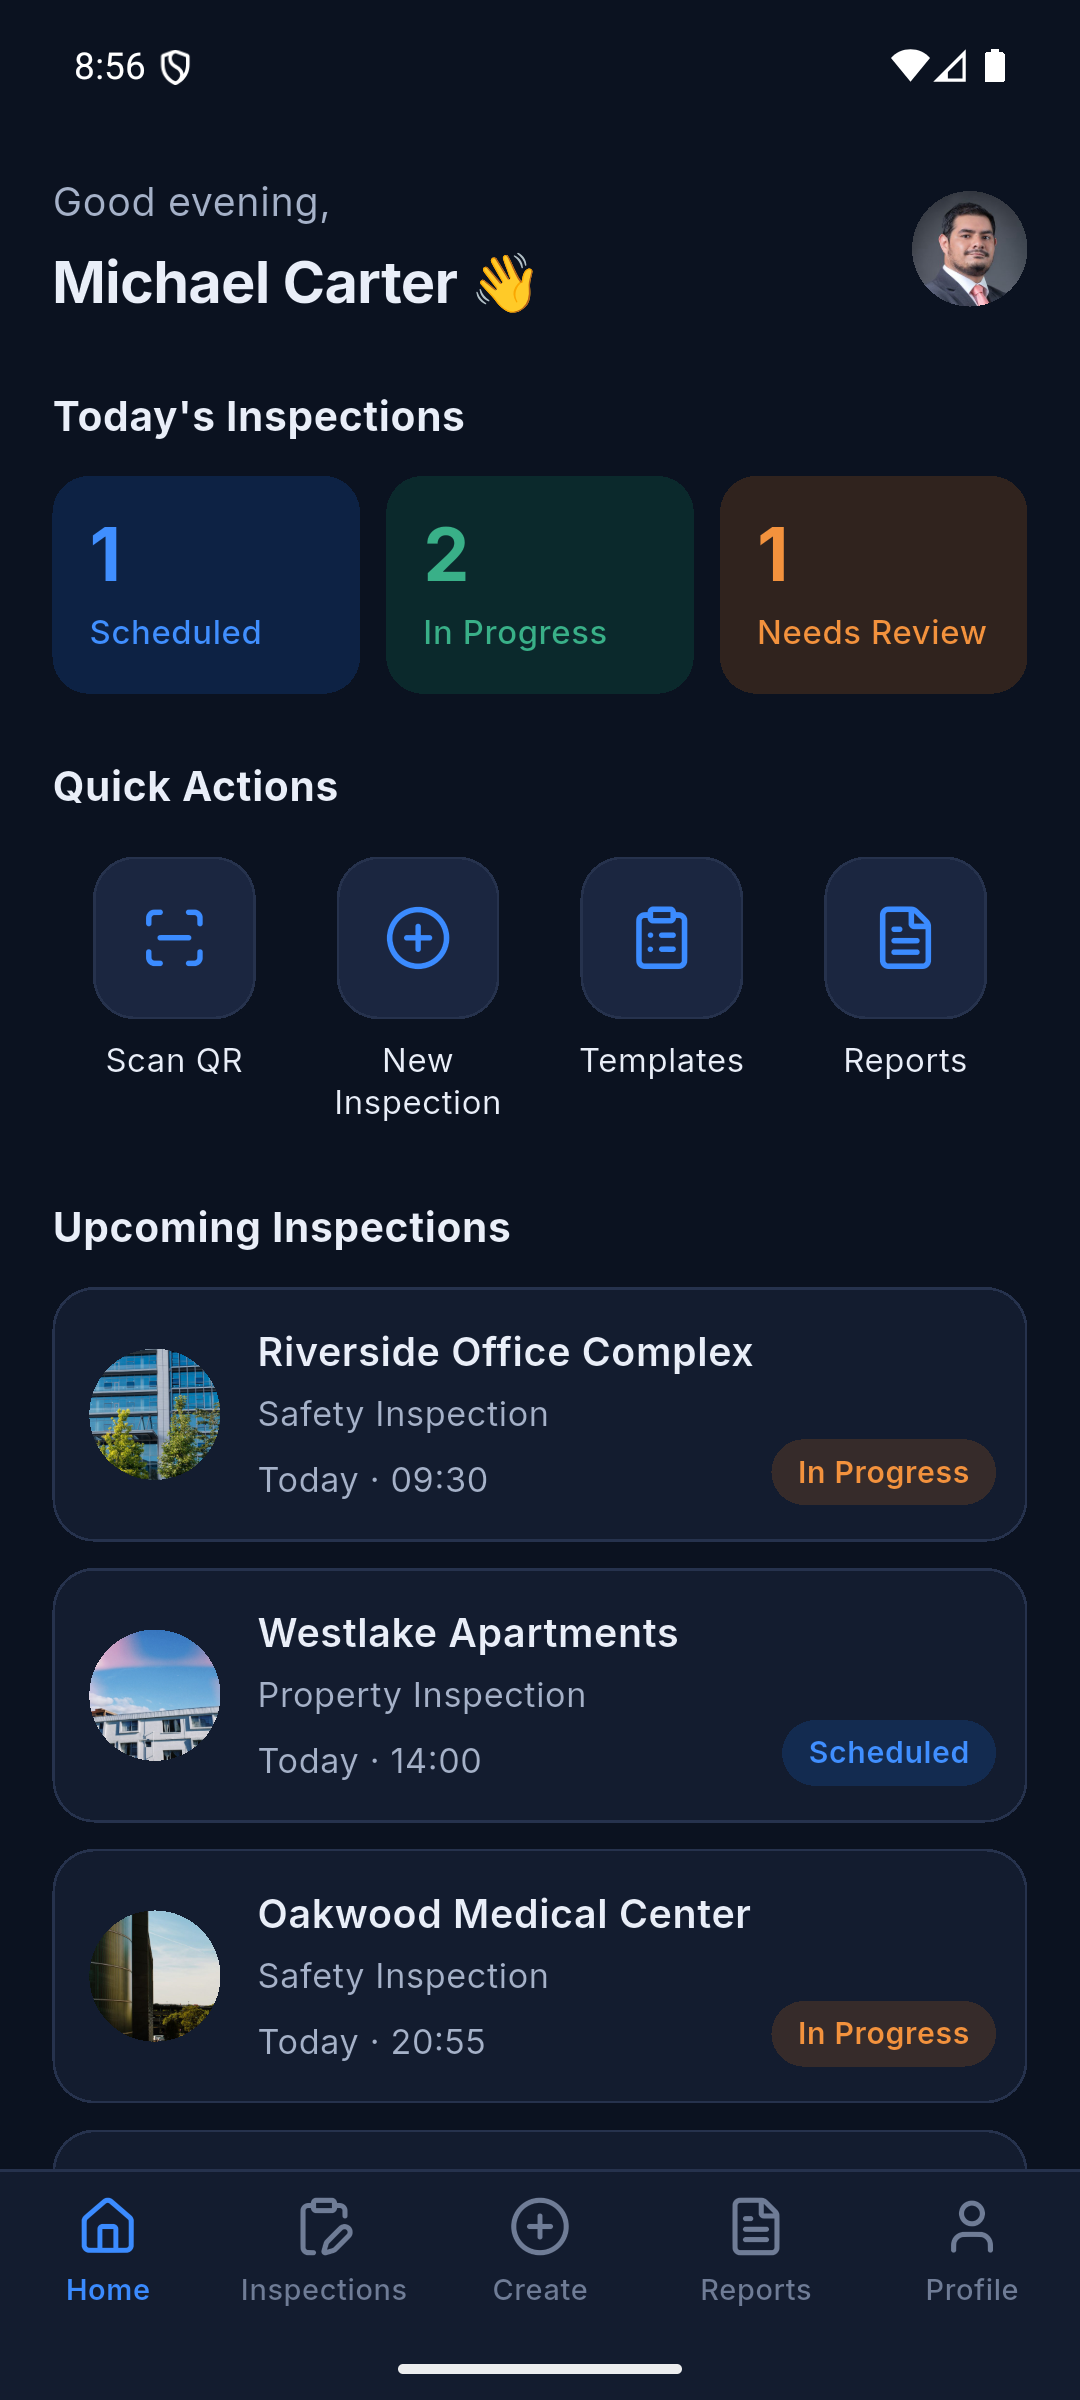 8:56
Good evening,
Michael Carter 👋
Today's Inspections
1
Scheduled
2
In Progress
1
Needs Review
Quick Actions
Scan QR
New
Inspection
Templates
Reports
Upcoming Inspections
Riverside Office Complex
Safety Inspection
Today · 09:30
In Progress
Westlake Apartments
Property Inspection
Today · 14:00
Scheduled
Oakwood Medical Center
Safety Inspection
Today · 20:55
In Progress
Home
Inspections
Create
Reports
Profile